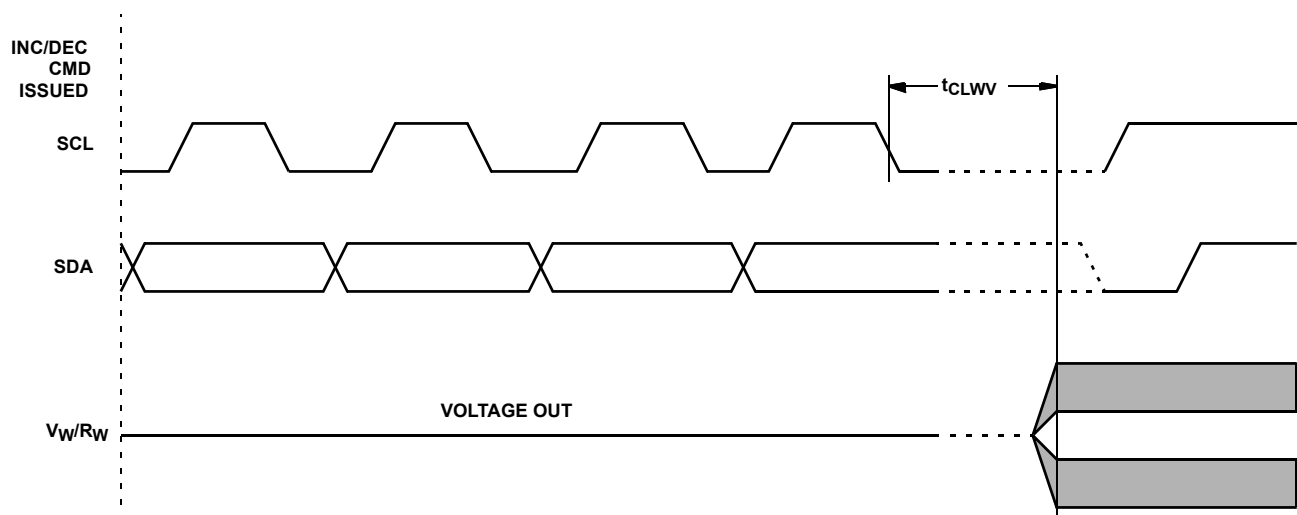 INC/DEC
CMD
ISSUED
tCLWV
SCL
SDA
VOLTAGE OUT
VW/RW